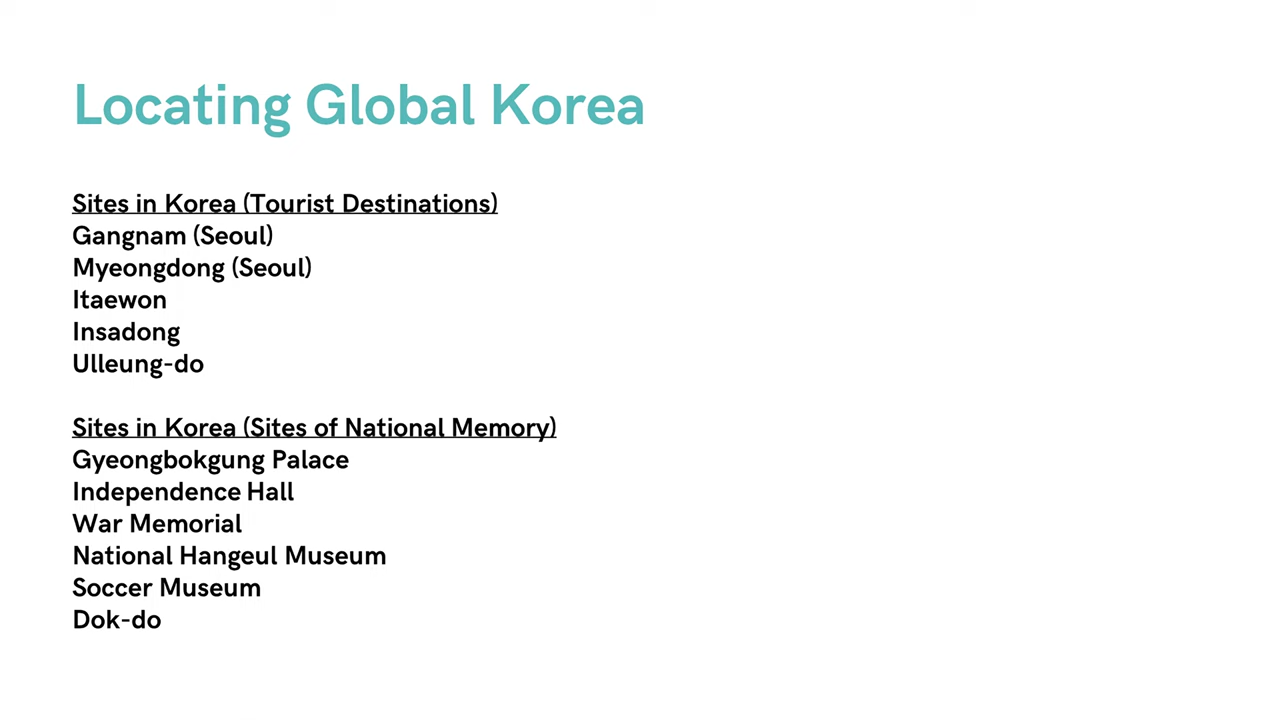 Locating Global Korea
Sites in Korea (Tourist Destinations)
Gangnam (Seoul)
Myeongdong (Seoul)
Itaewon
Insadong
Ulleung-do
Sites in Korea (Sites of National Memory)
Gyeongbokgung Palace
Independence Hall
War Memorial
National Hangeul Museum
Soccer Museum
Dok-do